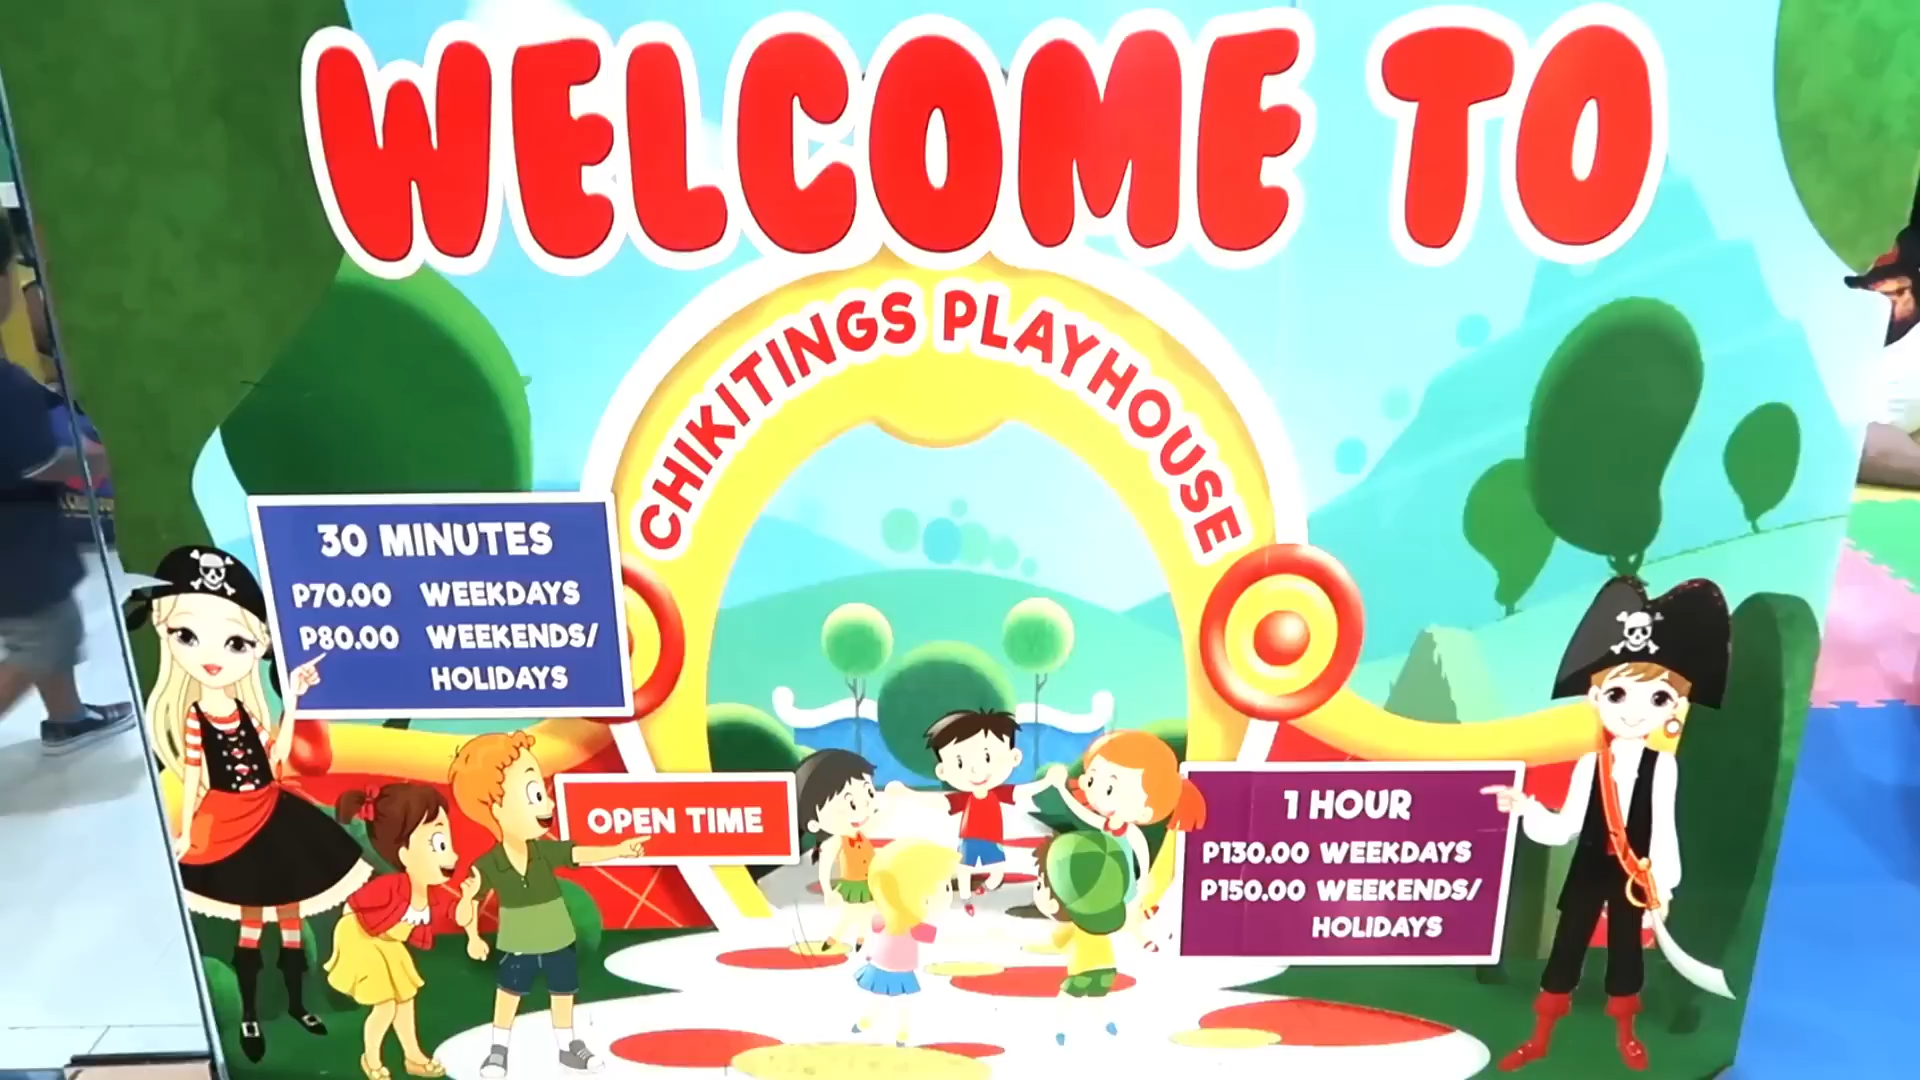 WELCOME TO
CHIKITINGS PLAYHOUSE
30 MINUTES
P70.00 WEEKDAYS
P80.00 WEEKENDS/
HOLIDAYS
OPEN TIME
1 HOUR
P130.00 WEEKDAYS
P150.00 WEEKENDS/
HOLIDAYS